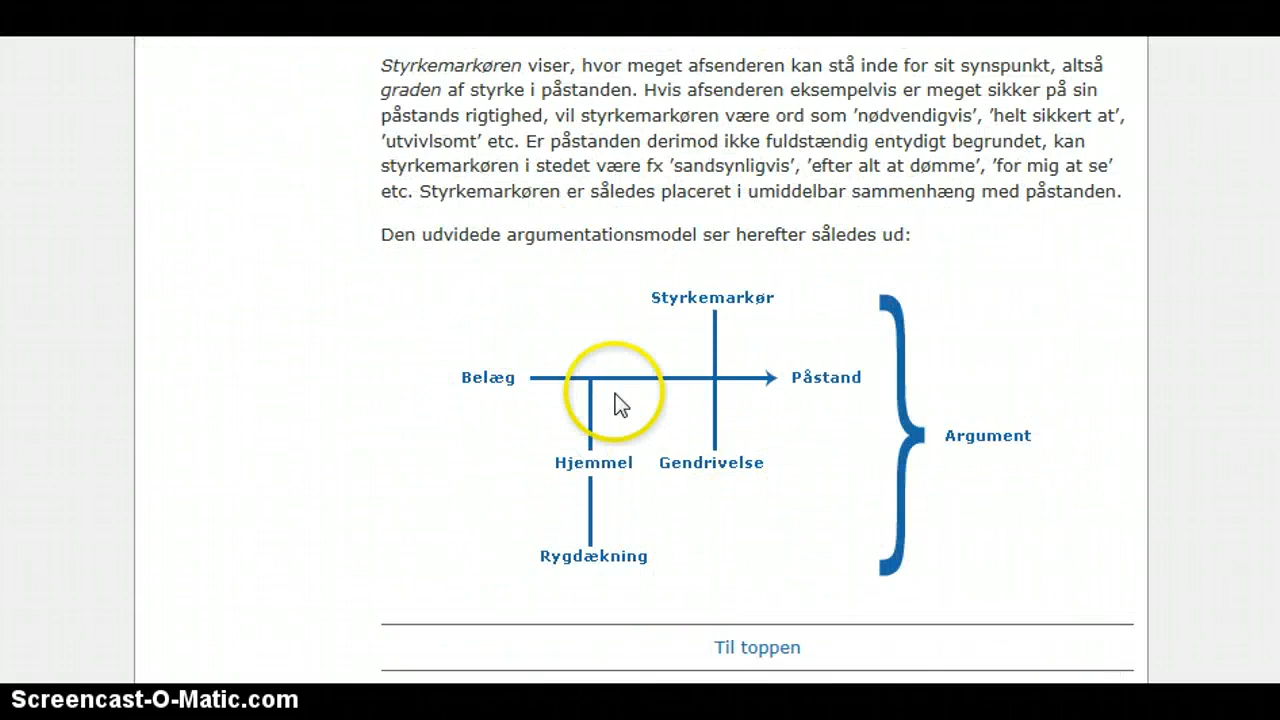 Styrkemarkøren viser, hvor meget afsenderen kan stå inde for sit synspunkt, altså
graden af styrke i påstanden. Hvis afsenderen eksempelvis er meget sikker på sin
påstands rigtighed, vil styrkemarkøren være ord som ’nødvendigvis’, ’helt sikkert at’,
’utvivlsomt’ etc. Er påstanden derimod ikke fuldstændig entydigt begrundet, kan
styrkemarkøren i stedet være fx ’sandsynligvis’, ’efter alt at dømme’, ’for mig at se’
etc. Styrkemarkøren er således placeret i umiddelbar sammenhæng med påstanden.
Den udvidede argumentationsmodel ser herefter således ud:
Styrkemarkør
Belæg
Påstand
Argument
Hjemmel
Gendrivelse
Rygdækning
Til toppen
Screencast-O-Matic.com